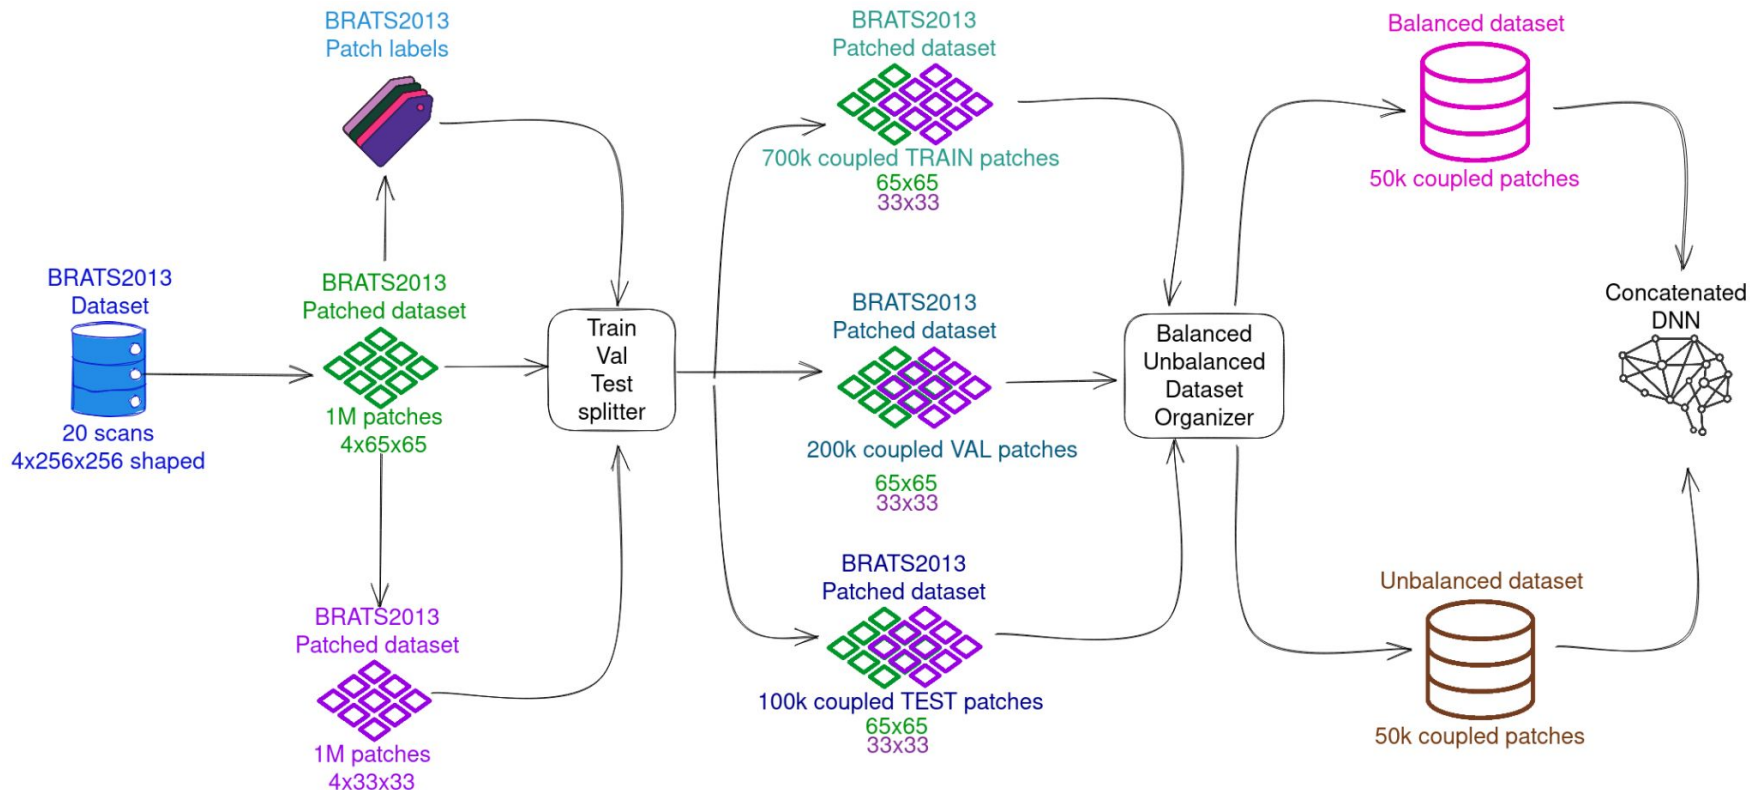 BRATS2013
Patch labels
BRATS2013
Dataset
20 scans
4x256x256 shaped
BRATS2013
Patched dataset
1M patches
4x65x65
BRATS2013
Patched dataset
1M patches
4x33x33
Train
Val
Test
splitter
BRATS2013
Patched dataset
700k coupled TRAIN patches
65x65
33x33
BRATS2013
Patched dataset
200k coupled VAL patches
65x65
33x33
BRATS2013
Patched dataset
100k coupled TEST patches
65x65
33x33
Balanced
Unbalanced
Dataset
Organizer
Balanced dataset
50k coupled patches
Unbalanced dataset
50k coupled patches
Concatenated
DNN